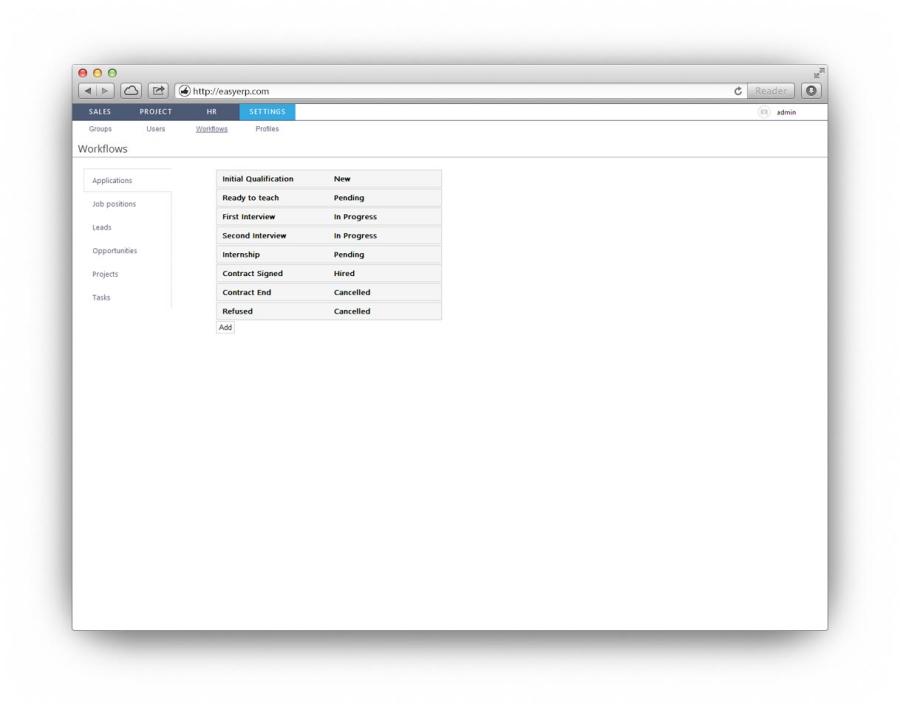 http://easyerp.com Reader
SALES PROJECT HR SETTINGS admin
Groups Users Workflows Profiles
Workflows
Applications
Job positions
Leads
Opportunities
Projects
Tasks
Initial Qualification New
Ready to teach Pending
First Interview In Progress
Second Interview In Progress
Internship Pending
Contract Signed Hired
Contract End Cancelled
Refused Cancelled
Add